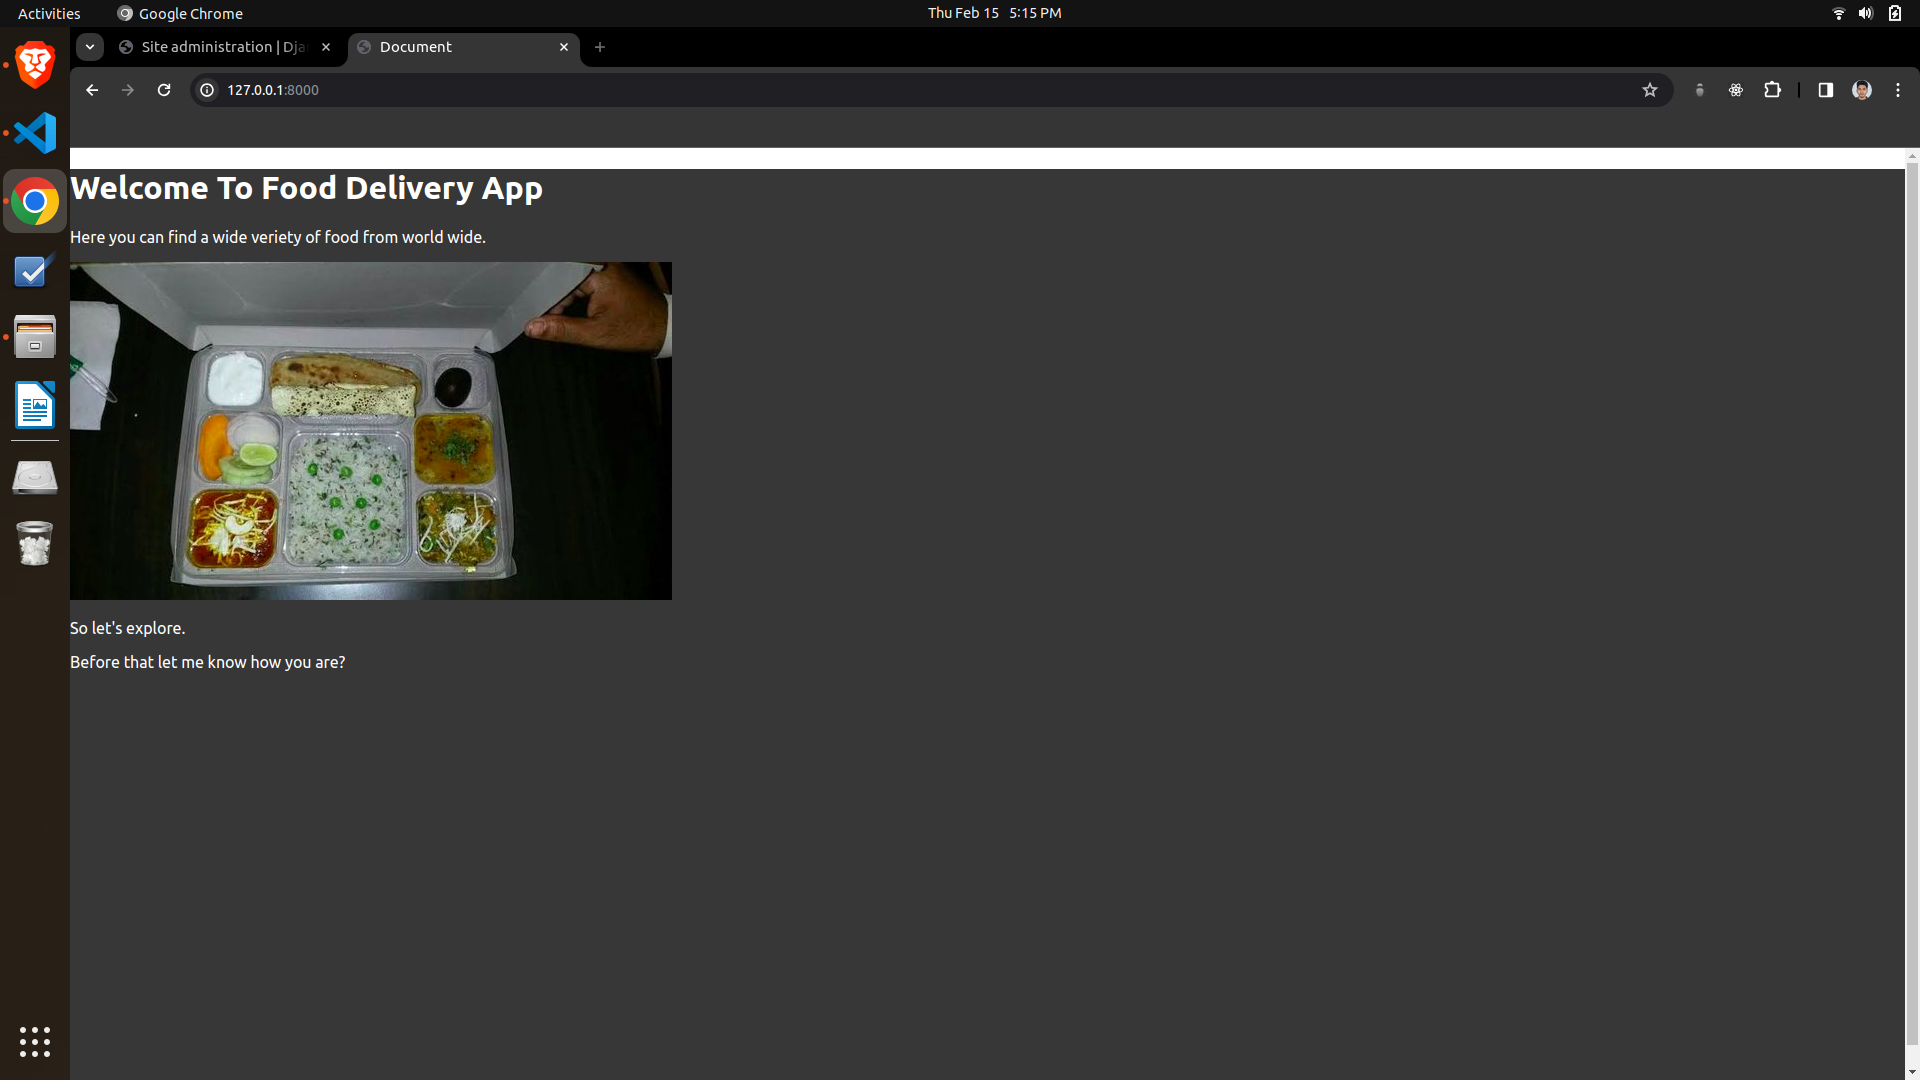 Activities
Google Chrome
Thu Feb 15 5:15 PM
Site administration | Dja
Document
127.0.0.1:8000
Welcome To Food Delivery App
Here you can find a wide veriety of food from world wide.
So let's explore.
Before that let me know how you are?